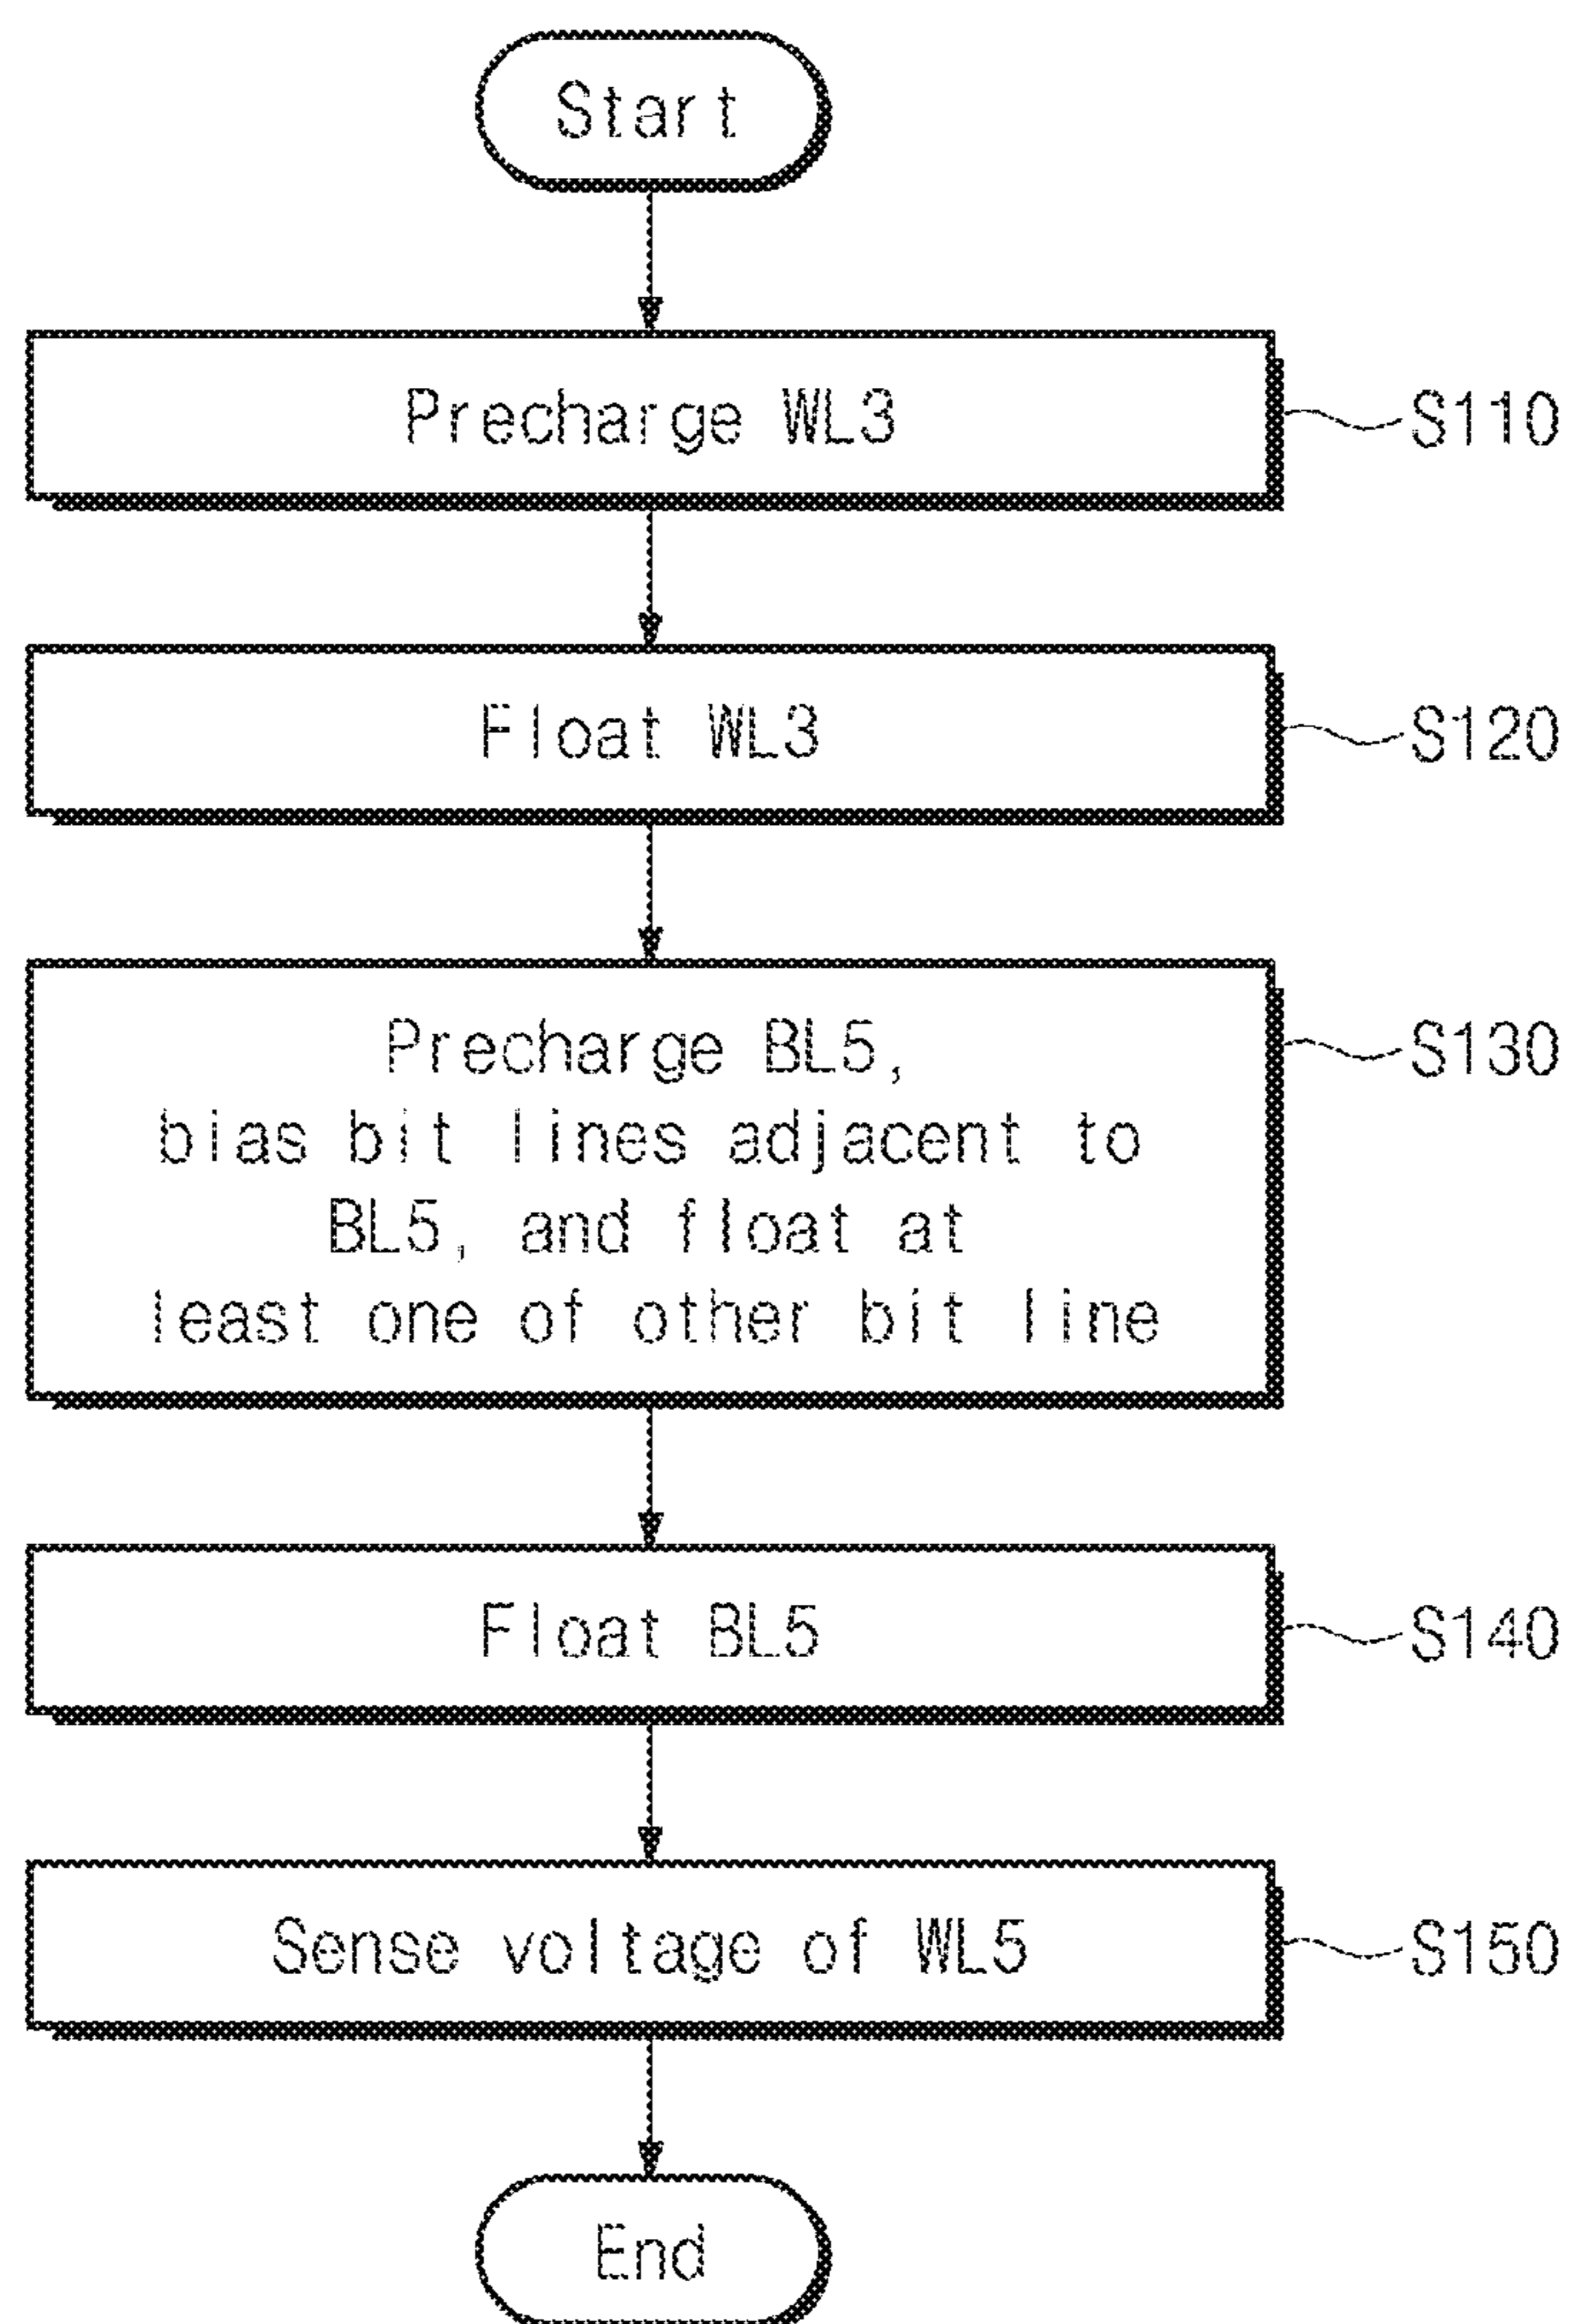 Start
Precharge WL3
S110
Float WL3
S120
Precharge BL5,
bias bit lines adjacent to
BL5, and float at
least one of other bit line
S130
Float BL5
S140
Sense voltage of WL5
S150
End